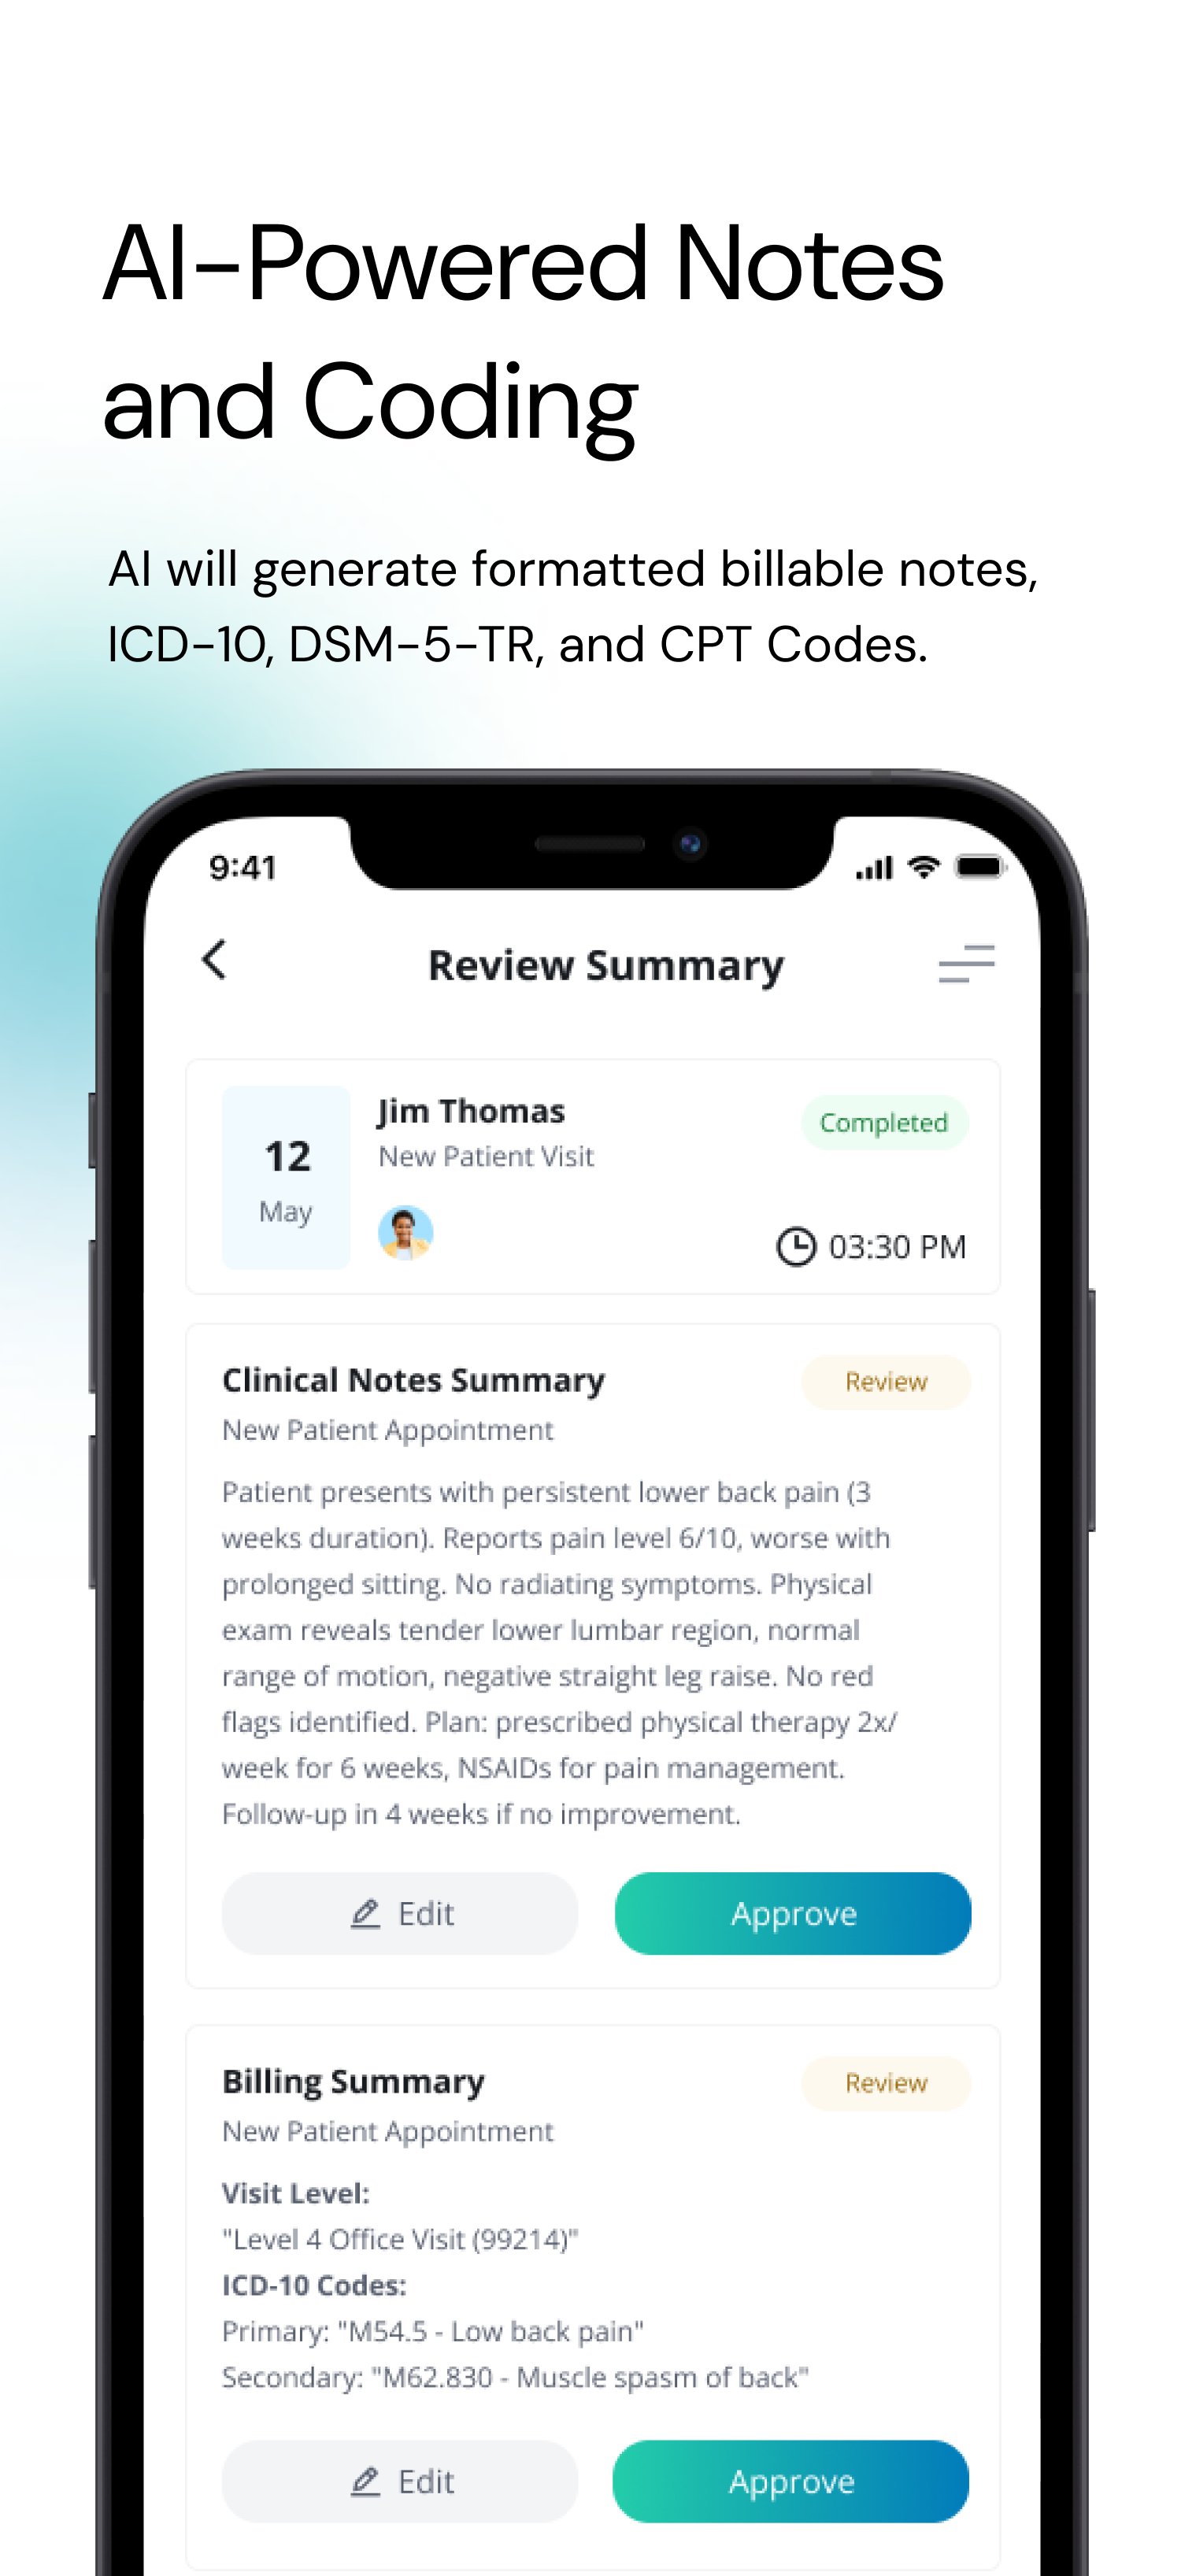 AI-Powered Notes
and Coding
AI will generate formatted billable notes,
ICD-10, DSM-5-TR, and CPT Codes.
9:41
Review Summary
12
May
Jim Thomas
New Patient Visit
Completed
03:30 PM
Clinical Notes Summary
Review
New Patient Appointment
Patient presents with persistent lower back pain (3
weeks duration). Reports pain level 6/10, worse with
prolonged sitting. No radiating symptoms. Physical
exam reveals tender lower lumbar region, normal
range of motion, negative straight leg raise. No red
flags identified. Plan: prescribed physical therapy 2x/
week for 6 weeks, NSAIDs for pain management.
Follow-up in 4 weeks if no improvement.
Edit
Approve
Billing Summary
Review
New Patient Appointment
Visit Level:
"Level 4 Office Visit (99214)"
ICD-10 Codes:
Primary: "M54.5 - Low back pain"
Secondary: "M62.830 - Muscle spasm of back"
Edit
Approve